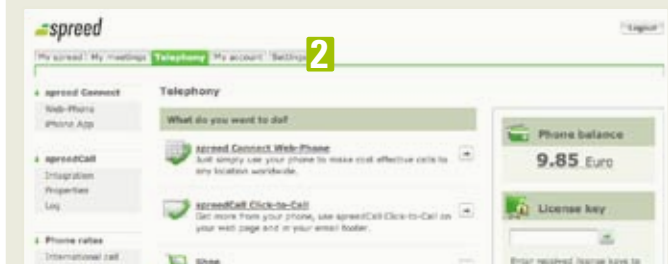 spreed
Logout
My spreed My meetings Telephony My account Settings
2
spreed Connect
Web-Phone
iPhone App
spreedCall
Integration
Properties
Log
Phone rates
International call
Telephony
What do you want to do?
spreed Connect Web-Phone
Just simply use your phone to make cost effective calls to
any location worldwide.
spreedCall Click-to-Call
Get more from your phone, use spreedCall Click-to-Call on
your web page and in your email footer.
Shop
Phone balance
9.85 Euro
License key
Enter received license keys to